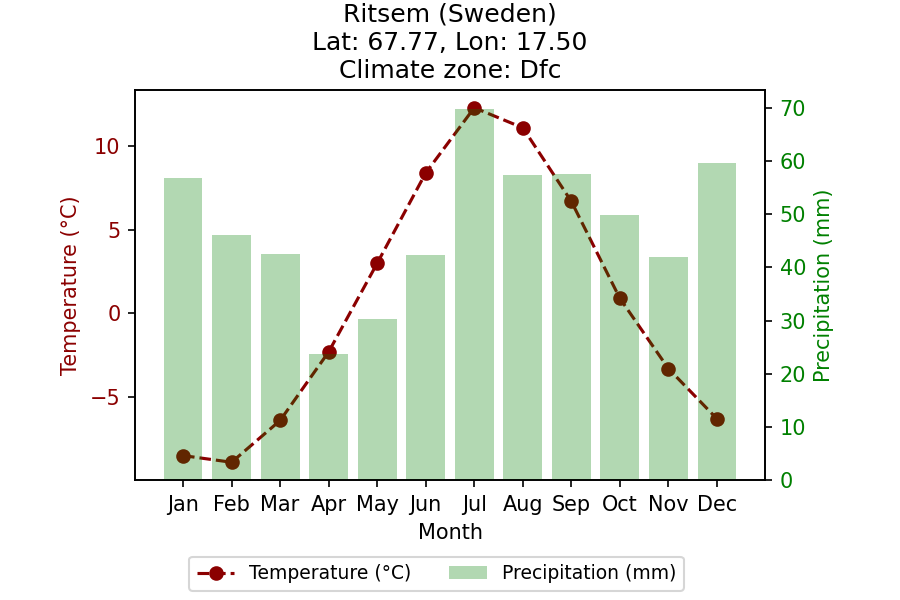 Ritsem (Sweden)
Lat: 67.77, Lon: 17.50
Climate zone: Dfc
10
5
0
−5
Temperature (°C)
70
60
50
40
30
20
10
0
Precipitation (mm)
Jan Feb Mar Apr May Jun Jul Aug Sep Oct Nov Dec
Month
Temperature (°C) Precipitation (mm)